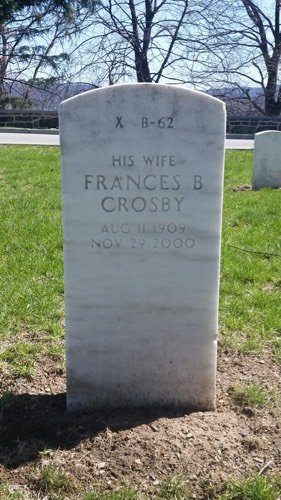 X B-62
HIS WIFE
FRANCES B
CROSBY
AUG 11 1909
NOV 29 2000